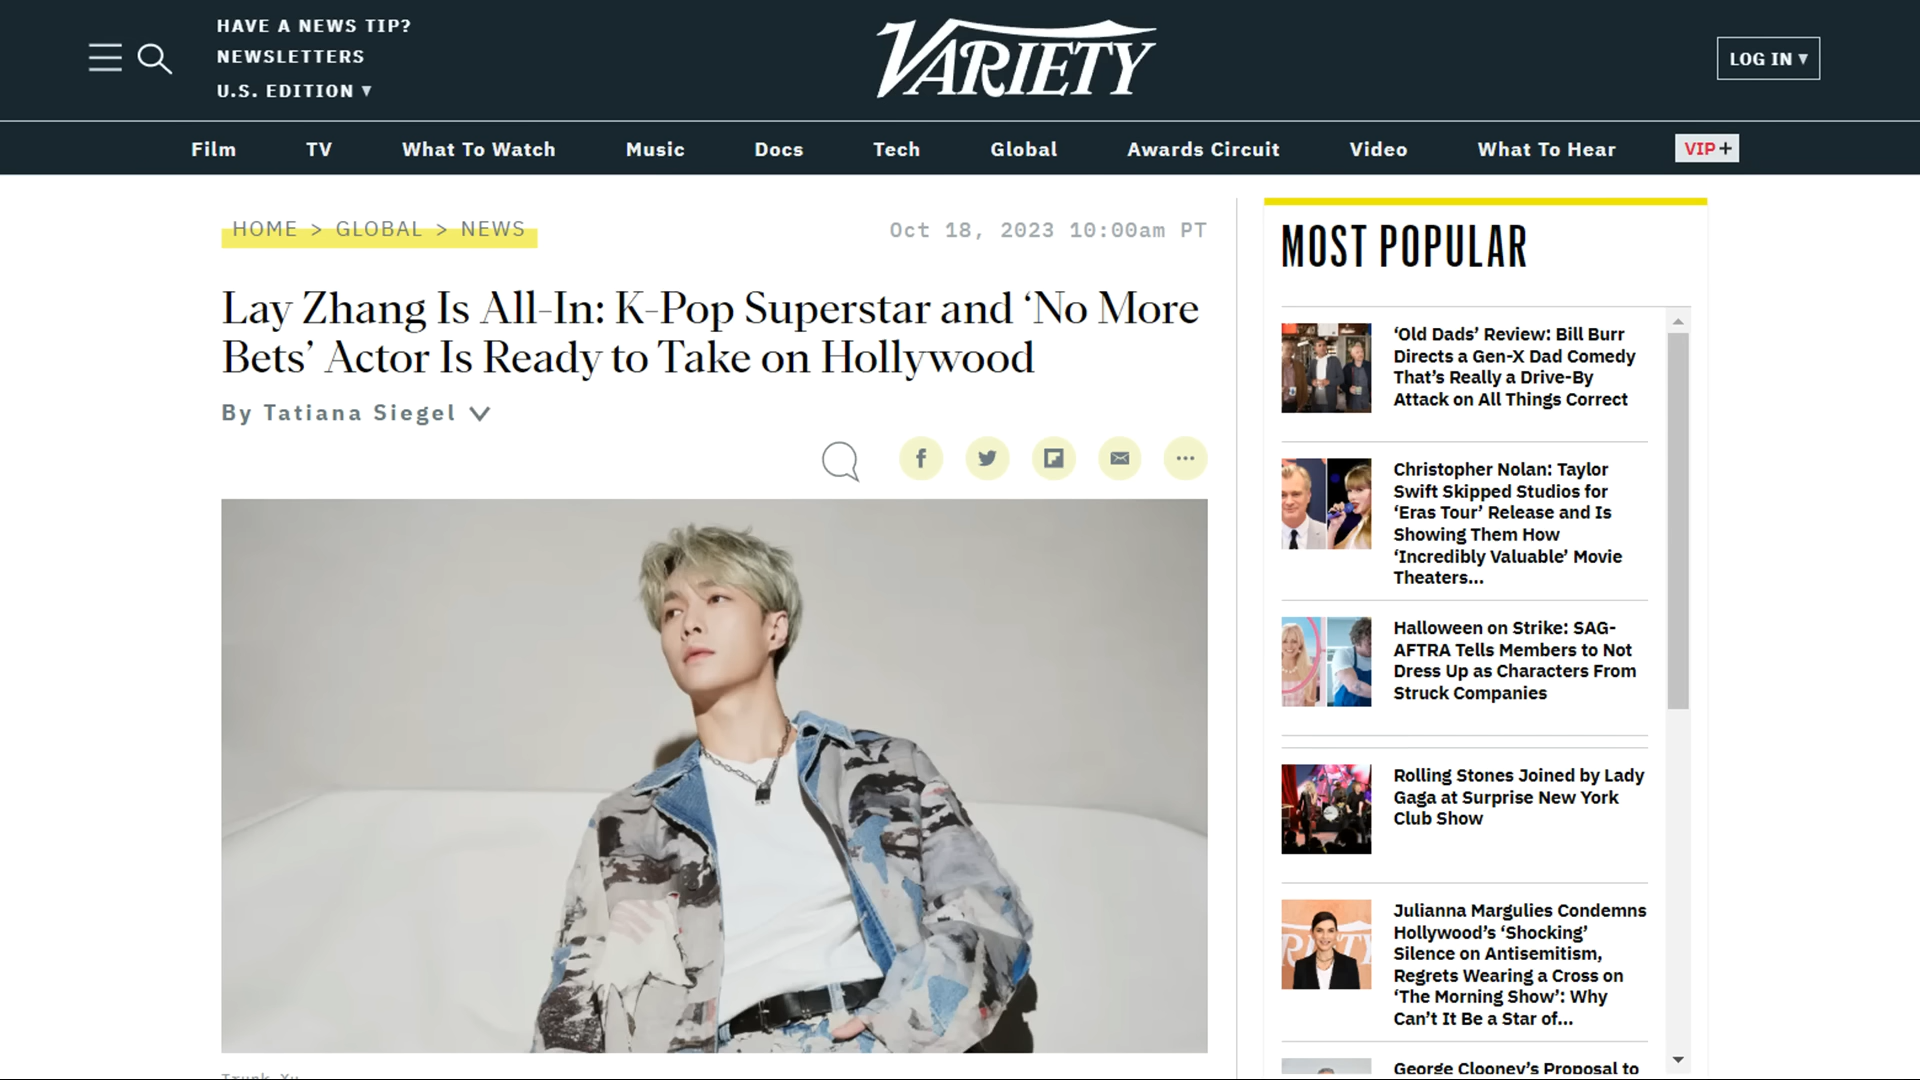 HAVE A NEWS TIP?
NEWSLETTERS
U.S. EDITION ▼
VARIETY
LOG IN ▼
Film TV What To Watch Music Docs Tech Global Awards Circuit Video What To Hear VIP+
HOME > GLOBAL > NEWS
Oct 18, 2023 10:00am PT
Lay Zhang Is All-In: K-Pop Superstar and ‘No More
Bets’ Actor Is Ready to Take on Hollywood
By Tatiana Siegel
MOST POPULAR
‘Old Dads’ Review: Bill Burr
Directs a Gen-X Dad Comedy
That’s Really a Drive-By
Attack on All Things Correct
Christopher Nolan: Taylor
Swift Skipped Studios for
‘Eras Tour’ Release and Is
Showing Them How
‘Incredibly Valuable’ Movie
Theaters...
Halloween on Strike: SAG-
AFTRA Tells Members to Not
Dress Up as Characters From
Struck Companies
Rolling Stones Joined by Lady
Gaga at Surprise New York
Club Show
Julianna Margulies Condemns
Hollywood’s ‘Shocking’
Silence on Antisemitism,
Regrets Wearing a Cross on
‘The Morning Show’: Why
Can’t It Be a Star of...
George Clooney’s Proposal to